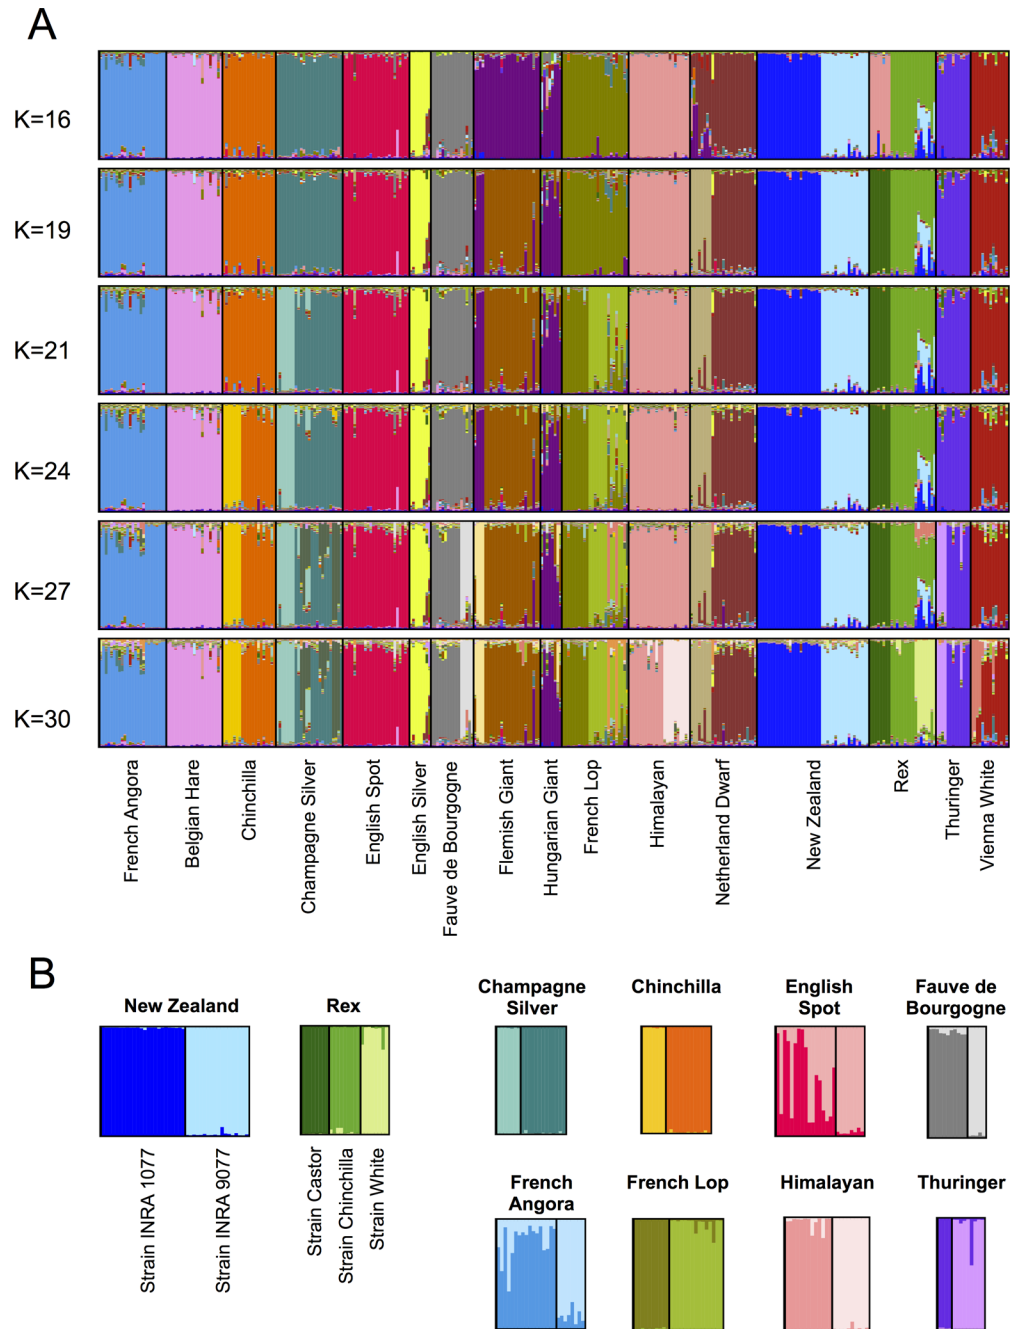 A
K=16
K=19
K=21
K=24
K=27
K=30
French Angora
Belgian Hare
Chinchilla
Champagne Silver
English Spot
English Silver
Fauve de Bourgogne
Flemish Giant
Hungarian Giant
French Lop
Himalayan
Netherland Dwarf
New Zealand
Rex
Thuringer
Vienna White
B
New Zealand
Strain INRA 1077
Strain INRA 9077
Rex
Strain Castor
Strain Chinchilla
Strain White
Champagne
Silver
Chinchilla
English
Spot
Fauve de
Bourgogne
French
Angora
French Lop
Himalayan
Thuringer